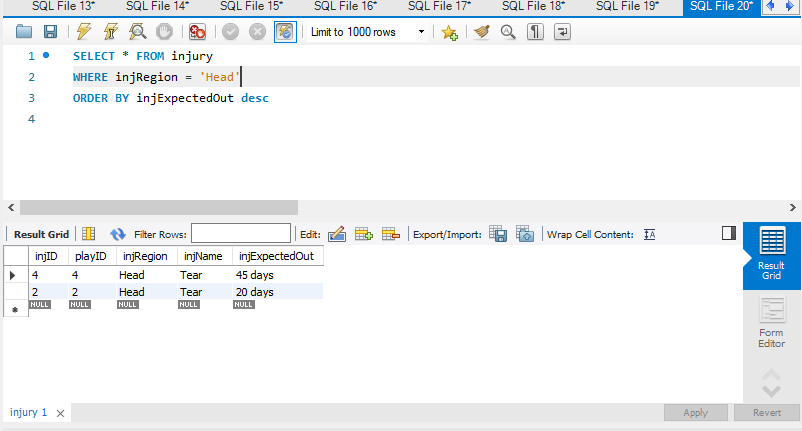 SQL File 13* SQL File 14* SQL File 15* SQL File 16* SQL File 17* SQL File 18* SQL File 19* SQL File 20*
Limit to 1000 rows
1 SELECT * FROM injury
2 WHERE injRegion = 'Head'
3 ORDER BY injExpectedOut desc
4
Result Grid Filter Rows: Edit: Export/Import: Wrap Cell Content: IA
injID playID injRegion injName injExpectedOut
4 4 Head Tear 45 days
2 2 Head Tear 20 days
NULL NULL NULL NULL NULL
Result
Grid
Form
Editor
injury 1 Apply Revert